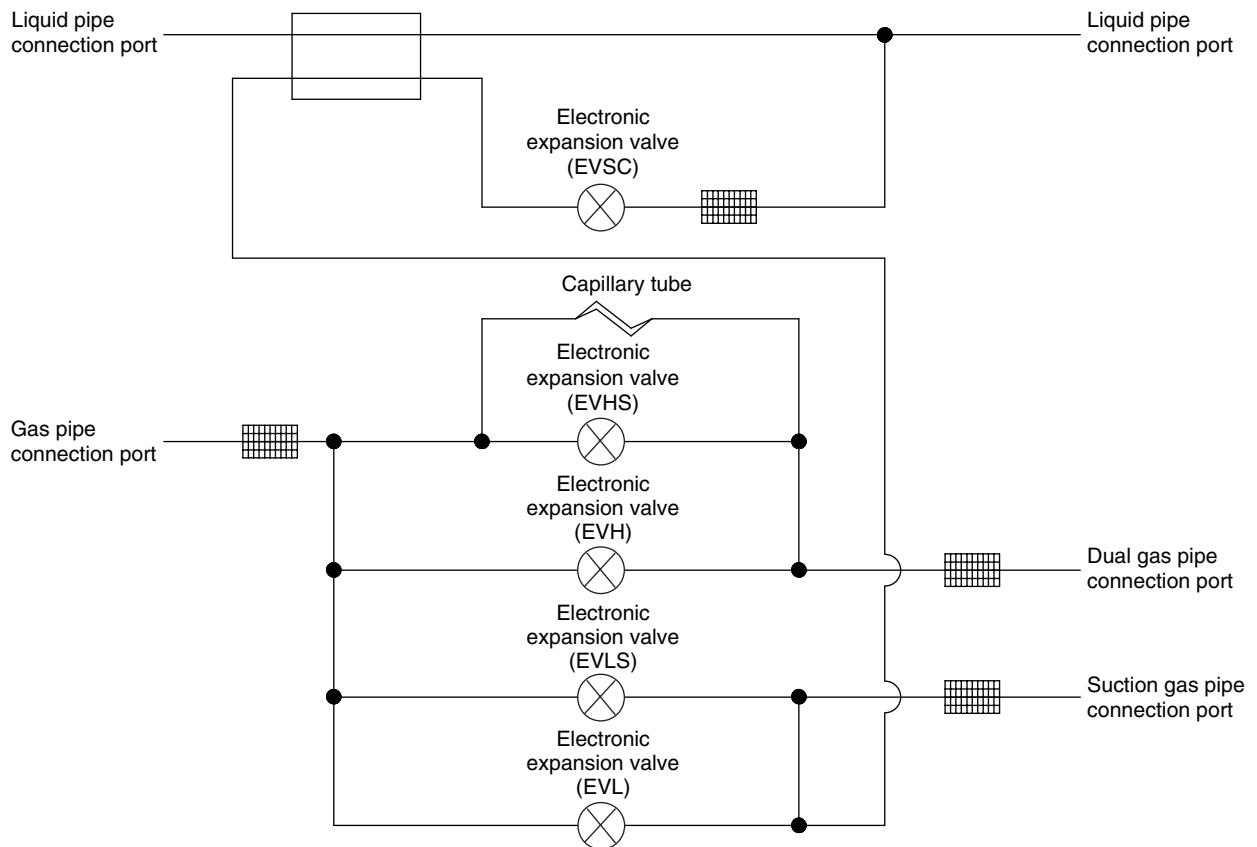 Liquid pipe
connection port
Liquid pipe
connection port
Electronic
expansion valve
(EVSC)
Capillary tube
Electronic
expansion valve
(EVHS)
Gas pipe
connection port
Electronic
expansion valve
(EVH)
Dual gas pipe
connection port
Electronic
expansion valve
(EVLS)
Suction gas pipe
connection port
Electronic
expansion valve
(EVL)